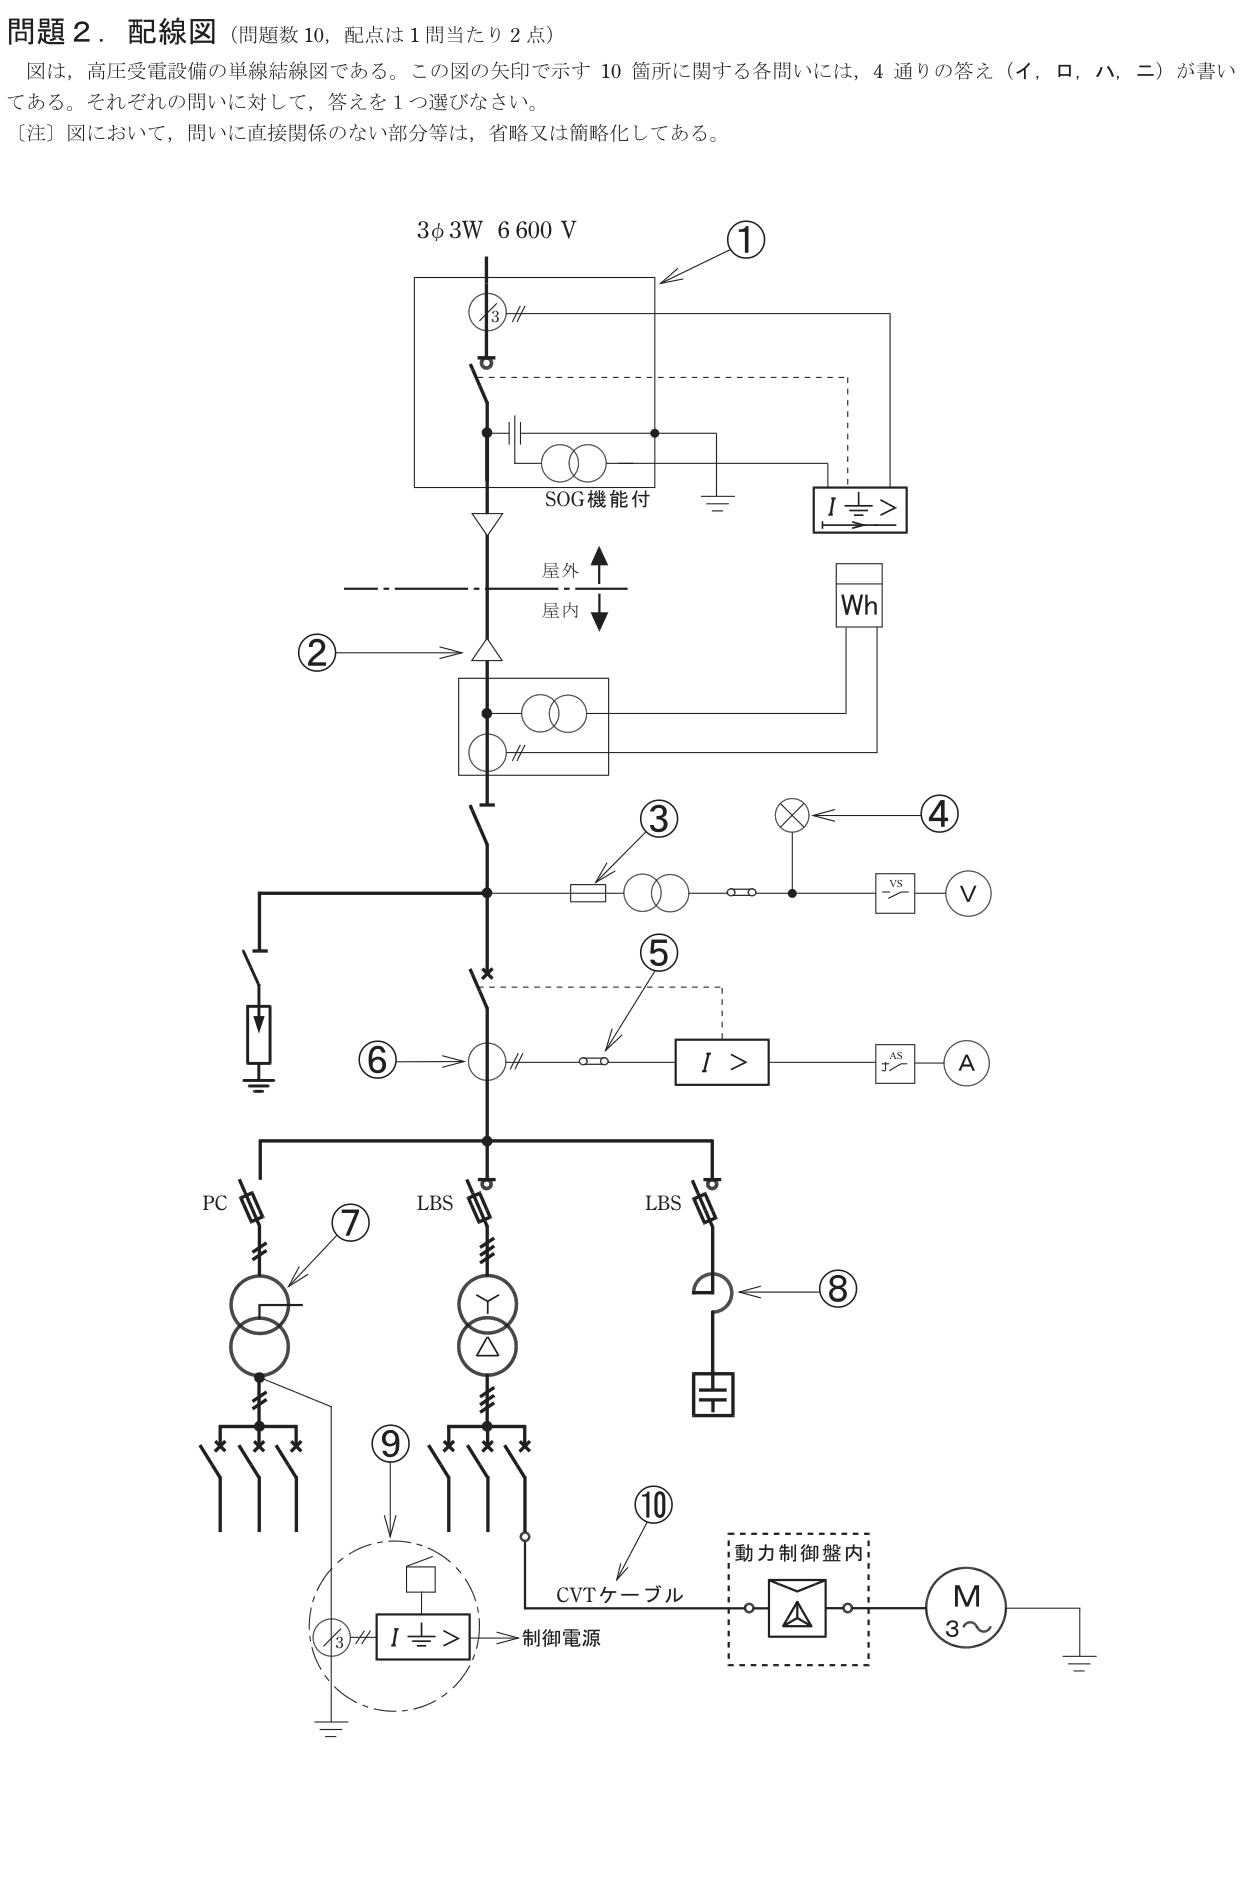 問題２．配線図（問題数 10，配点は 1 問当たり 2 点）
図は，高圧受電設備の単線結線図である。この図の矢印で示す 10 箇所に関する各問いには，4 通りの答え（イ，ロ，ハ，ニ）が書い
てある。それぞれの問いに対して，答えを 1 つ選びなさい。
〔注〕図において，問いに直接関係のない部分等は，省略又は簡略化してある。
3φ3W 6 600 V
①
3
SOG機能付
I >
屋外
屋内
Wh
②
③
④
VS
V
⑤
⑥
I >
AS
A
PC
LBS
LBS
⑦
⑧
⑨
⑩
動力制御盤内
CVTケーブル
M
3～
3
I >
制御電源